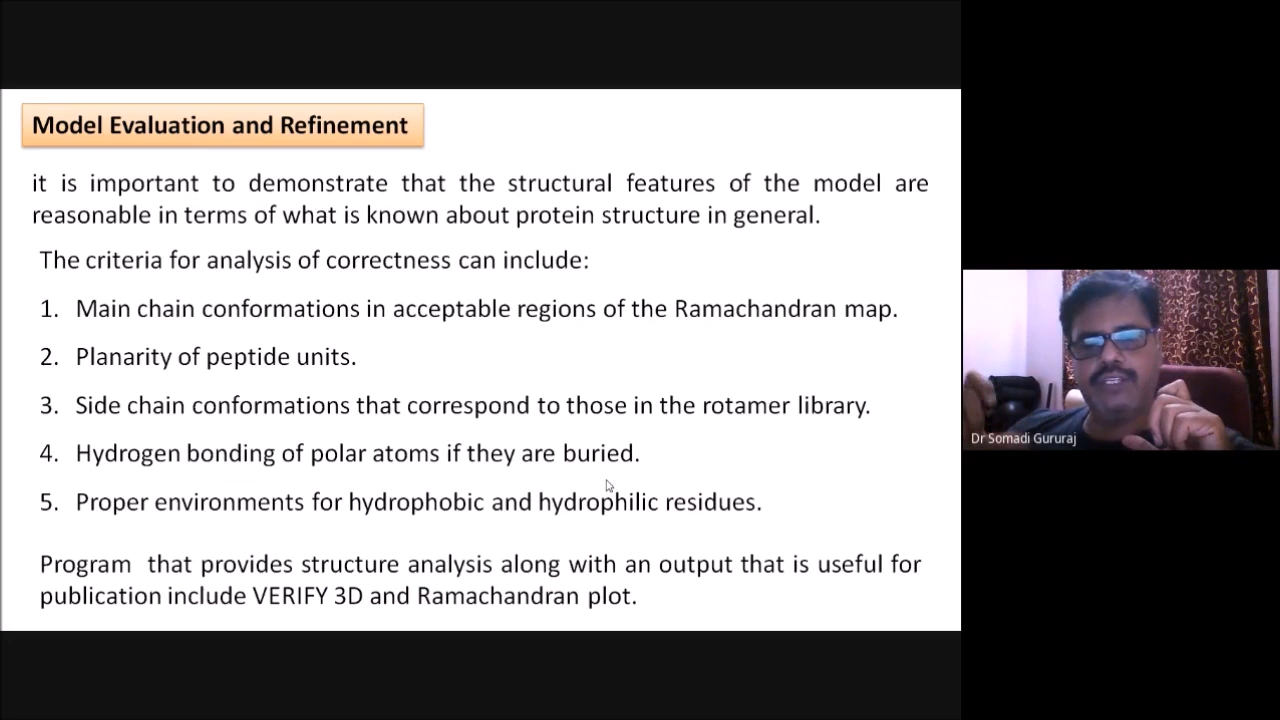 Model Evaluation and Refinement
it is important to demonstrate that the structural features of the model are
reasonable in terms of what is known about protein structure in general.
The criteria for analysis of correctness can include:
1. Main chain conformations in acceptable regions of the Ramachandran map.
2. Planarity of peptide units.
3. Side chain conformations that correspond to those in the rotamer library.
4. Hydrogen bonding of polar atoms if they are buried.
5. Proper environments for hydrophobic and hydrophilic residues.
Program that provides structure analysis along with an output that is useful for
publication include VERIFY 3D and Ramachandran plot.
Dr Somadi Gururaj